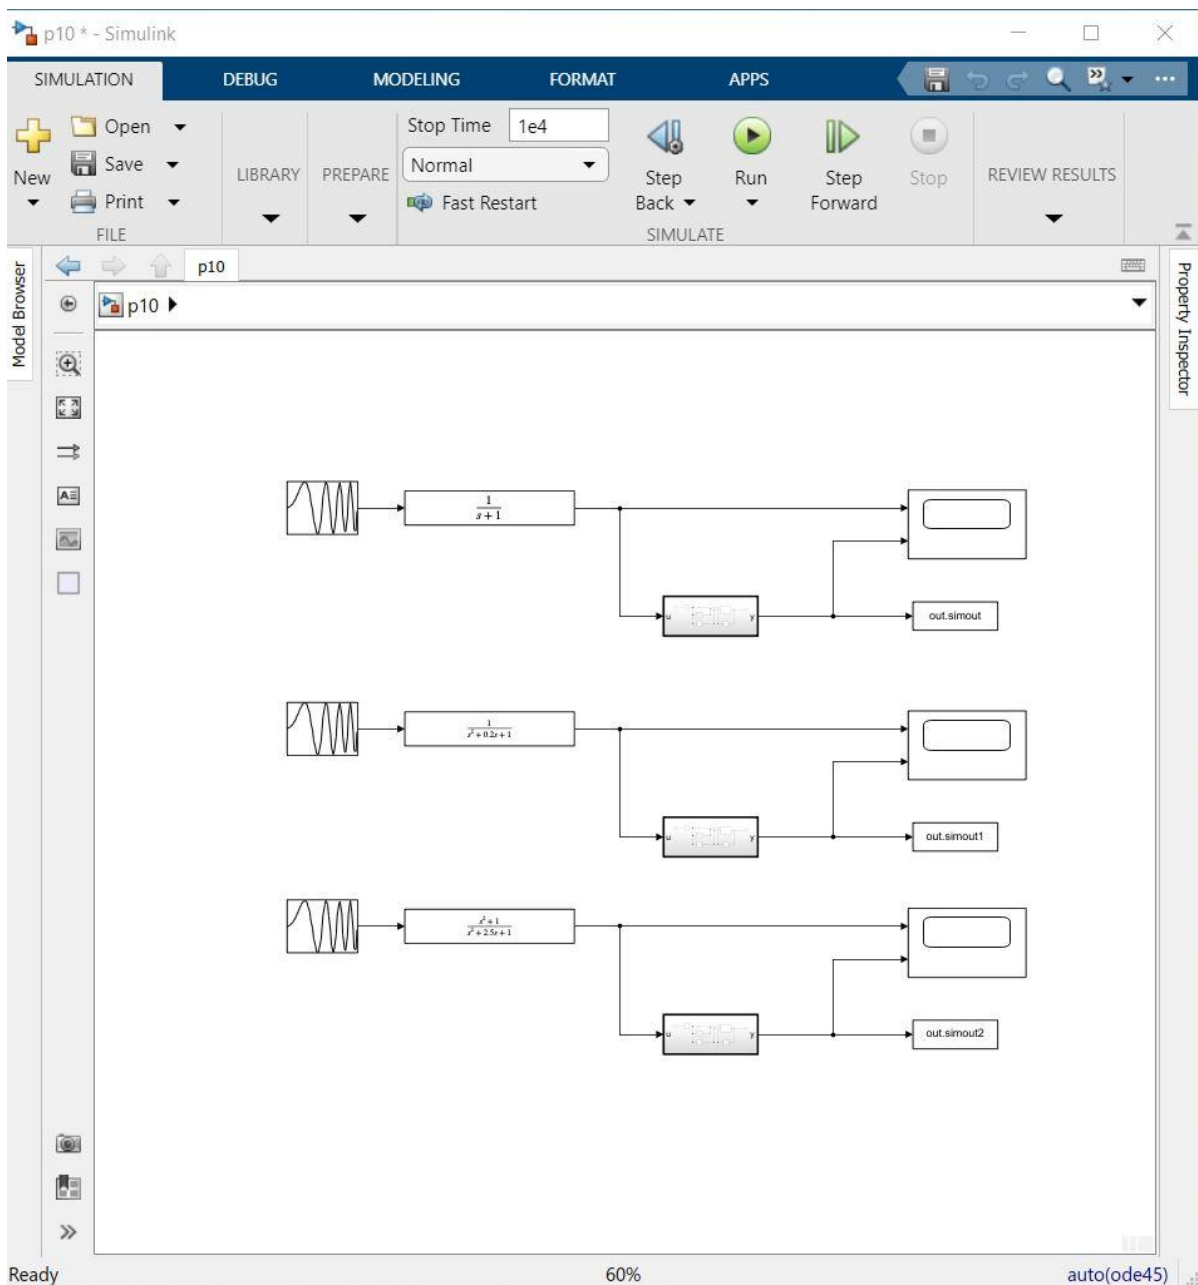 p10 * - Simulink
SIMULATION DEBUG MODELING FORMAT APPS
New
Open
Save
Print
FILE
LIBRARY
PREPARE
Stop Time 1e4
Normal
Fast Restart
Step Back
Run
Step Forward
Stop
SIMULATE
REVIEW RESULTS
Model Browser
p10
p10
Property Inspector
1
s + 1
u y
out.simout
1
s² + 0.2s + 1
u y
out.simout1
s² + 1
s² + 2.5s + 1
u y
out.simout2
Ready 60% auto(ode45)